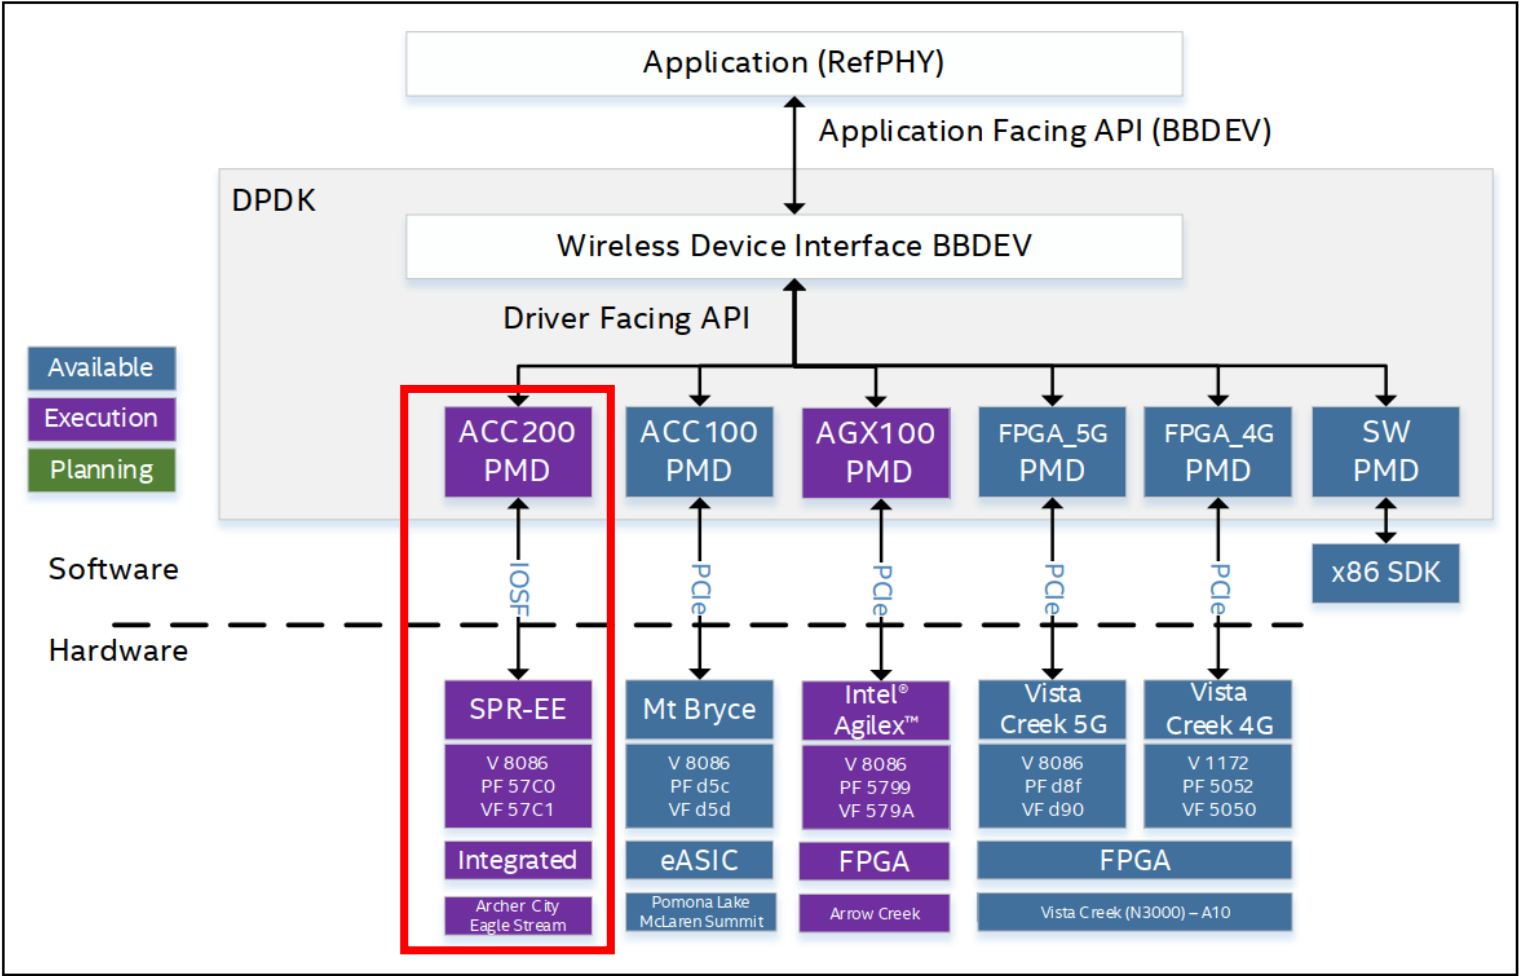 Application (RefPHY)
Application Facing API (BBDEV)
DPDK
Wireless Device Interface BBDEV
Driver Facing API
Available
Execution
Planning
ACC200
PMD
ACC100
PMD
AGX100
PMD
FPGA_5G
PMD
FPGA_4G
PMD
SW
PMD
Software
IOSF
PCIe
PCIe
PCIe
PCIe
x86 SDK
Hardware
SPR-EE
Mt Bryce
Intel®
Agilex™
Vista
Creek 5G
Vista
Creek 4G
V 8086
PF 57C0
VF 57C1
V 8086
PF d5c
VF d5d
V 8086
PF 5799
VF 579A
V 8086
PF d8f
VF d90
V 1172
PF 5052
VF 5050
Integrated
eASIC
FPGA
FPGA
Archer City
Eagle Stream
Pomona Lake
McLaren Summit
Arrow Creek
Vista Creek (N3000) – A10